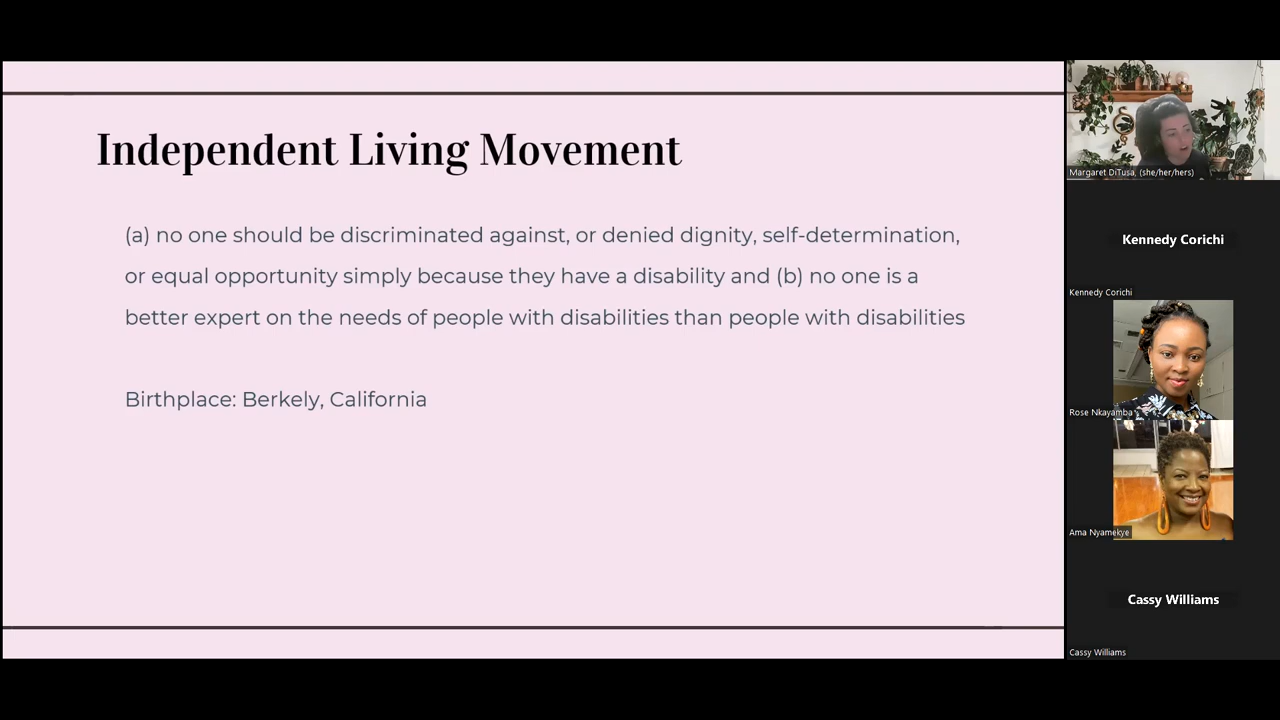 Independent Living Movement
(a) no one should be discriminated against, or denied dignity, self-determination,
or equal opportunity simply because they have a disability and (b) no one is a
better expert on the needs of people with disabilities than people with disabilities
Birthplace: Berkely, California
Margaret DiTusa, (she/her/hers)
Kennedy Corichi
Kennedy Corichi
Rose Nkayamba
Ama Nyamekye
Cassy Williams
Cassy Williams